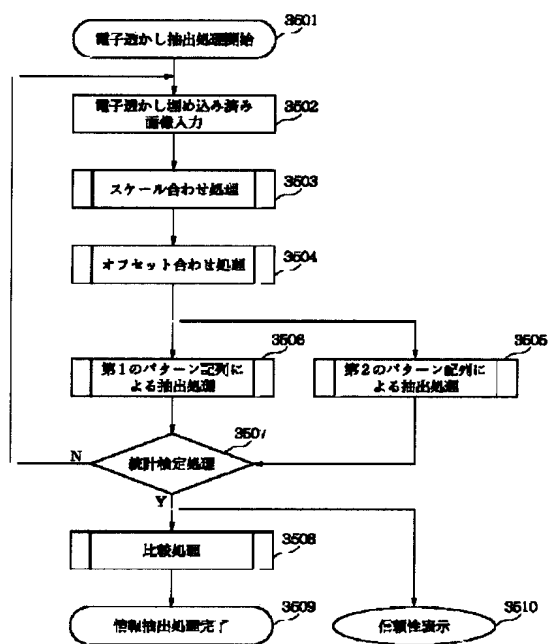 電子透かし抽出処理開始
3501
電子透かし埋め込み済み
画像入力
3502
スケール合わせ処理
3503
オフセット合わせ処理
3504
第1のパターン配列に
よる抽出処理
3506
第2のパターン配列に
よる抽出処理
3505
統計検定処理
3507
N
Y
比較処理
3508
情報抽出処理完了
3509
信頼性表示
3510